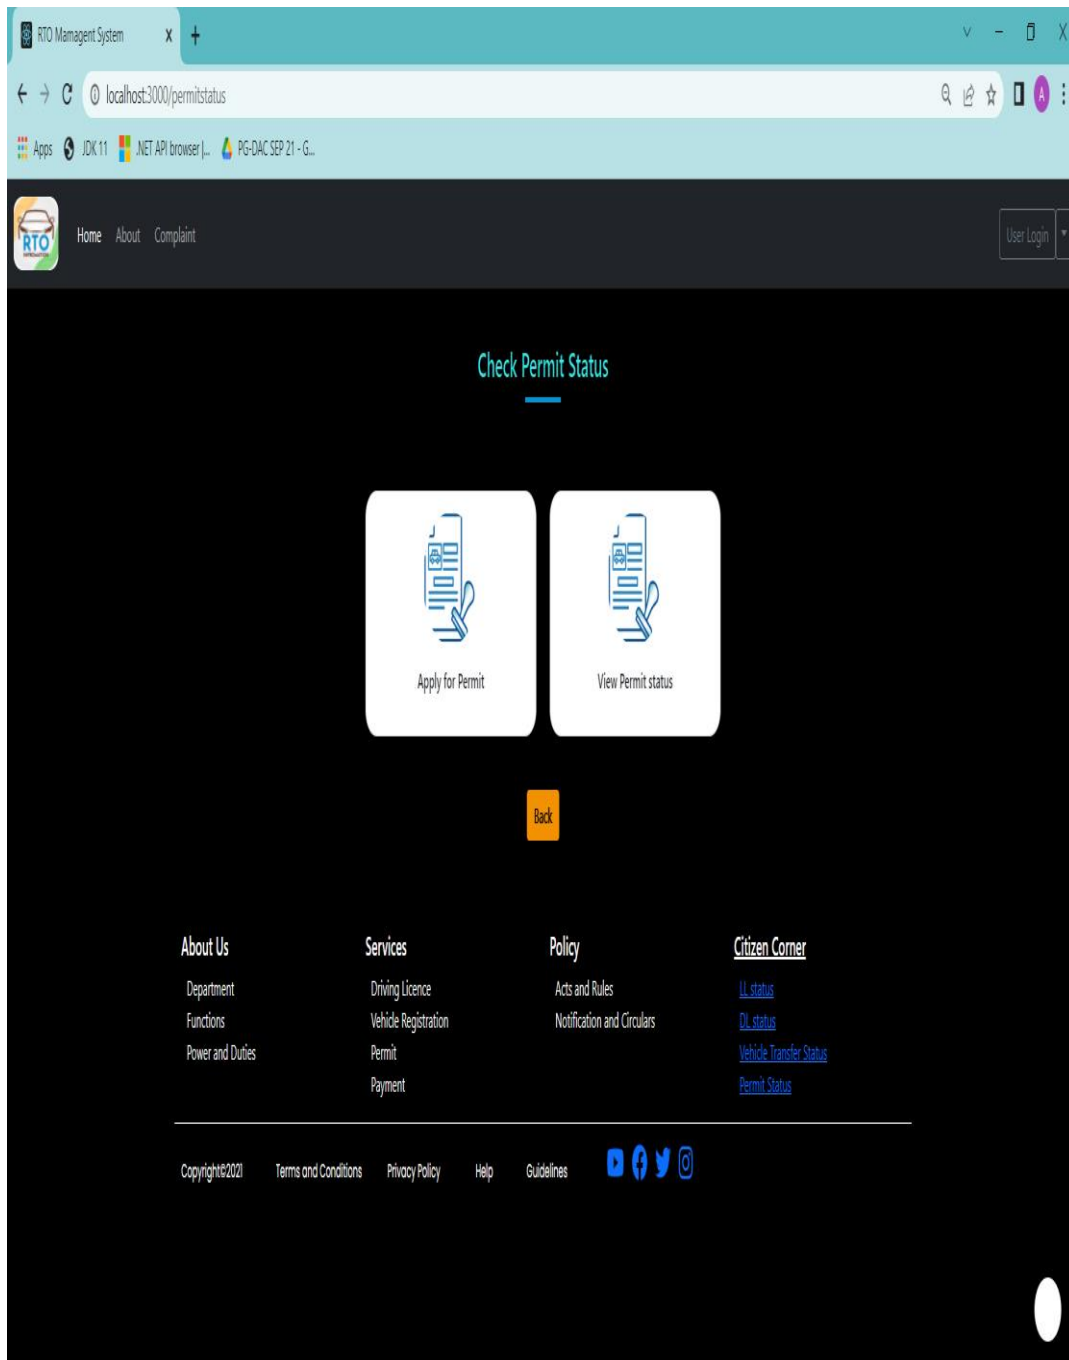 RTO Mamagent System
localhost:3000/permitstatus
Apps JDK 11 .NET API browser |... PG-DAC SEP 21 - G...
A
RTO
Home About Complaint
User Login
Check Permit Status
Apply for Permit
View Permit status
Back
About Us
Department
Functions
Power and Duties
Services
Driving Licence
Vehicle Registration
Permit
Payment
Policy
Acts and Rules
Notification and Circulars
Citizen Corner
LL status
DL status
Vehicle Transfer Status
Permit Status
Copyright©2021 Terms and Conditions Privacy Policy Help Guidelines